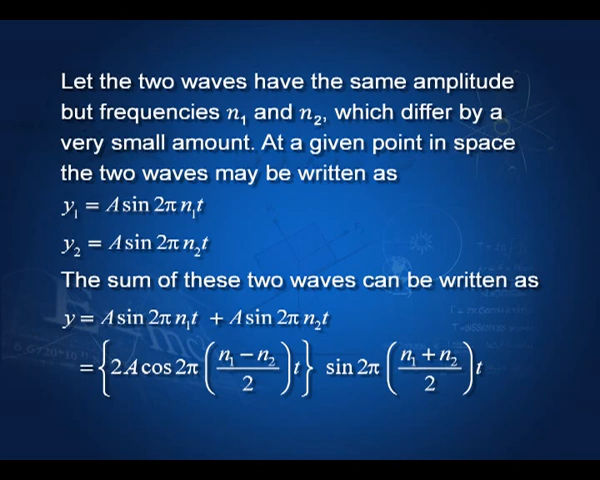 Let the two waves have the same amplitude
but frequencies n₁ and n₂, which differ by a
very small amount. At a given point in space
the two waves may be written as
y₁ = A sin 2π n₁t
y₂ = A sin 2π n₂t
The sum of these two waves can be written as
y = A sin 2π n₁t + A sin 2π n₂t
= {2A cos 2π ((n₁ − n₂)/2) t} sin 2π ((n₁ + n₂)/2) t